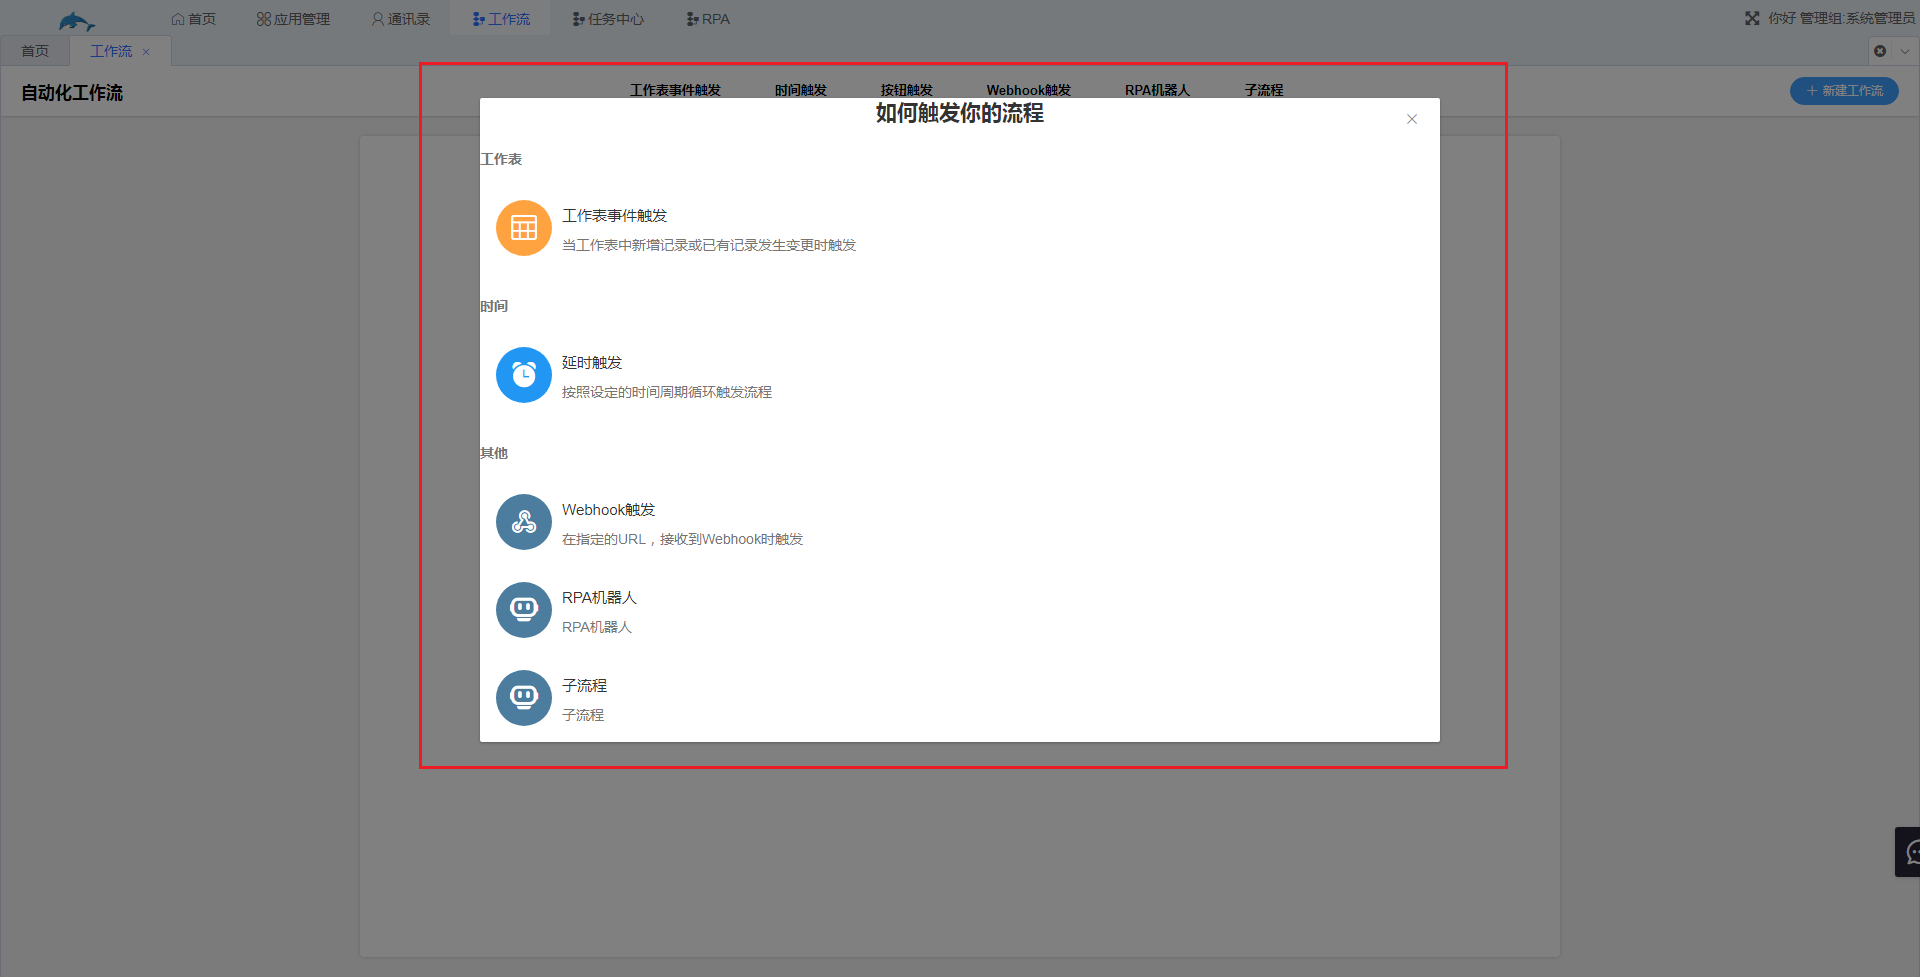 首页 应用管理 通讯录 工作流 任务中心 RPA 你好 管理组:系统管理员
首页 工作流
自动化工作流 工作表事件触发 时间触发 按钮触发 Webhook触发 RPA机器人 子流程 新建工作流
如何触发你的流程
工作表
工作表事件触发
当工作表中新增记录或已有记录发生变更时触发
时间
延时触发
按照设定的时间周期循环触发流程
其他
Webhook触发
在指定的URL，接收到Webhook时触发
RPA机器人
RPA机器人
子流程
子流程